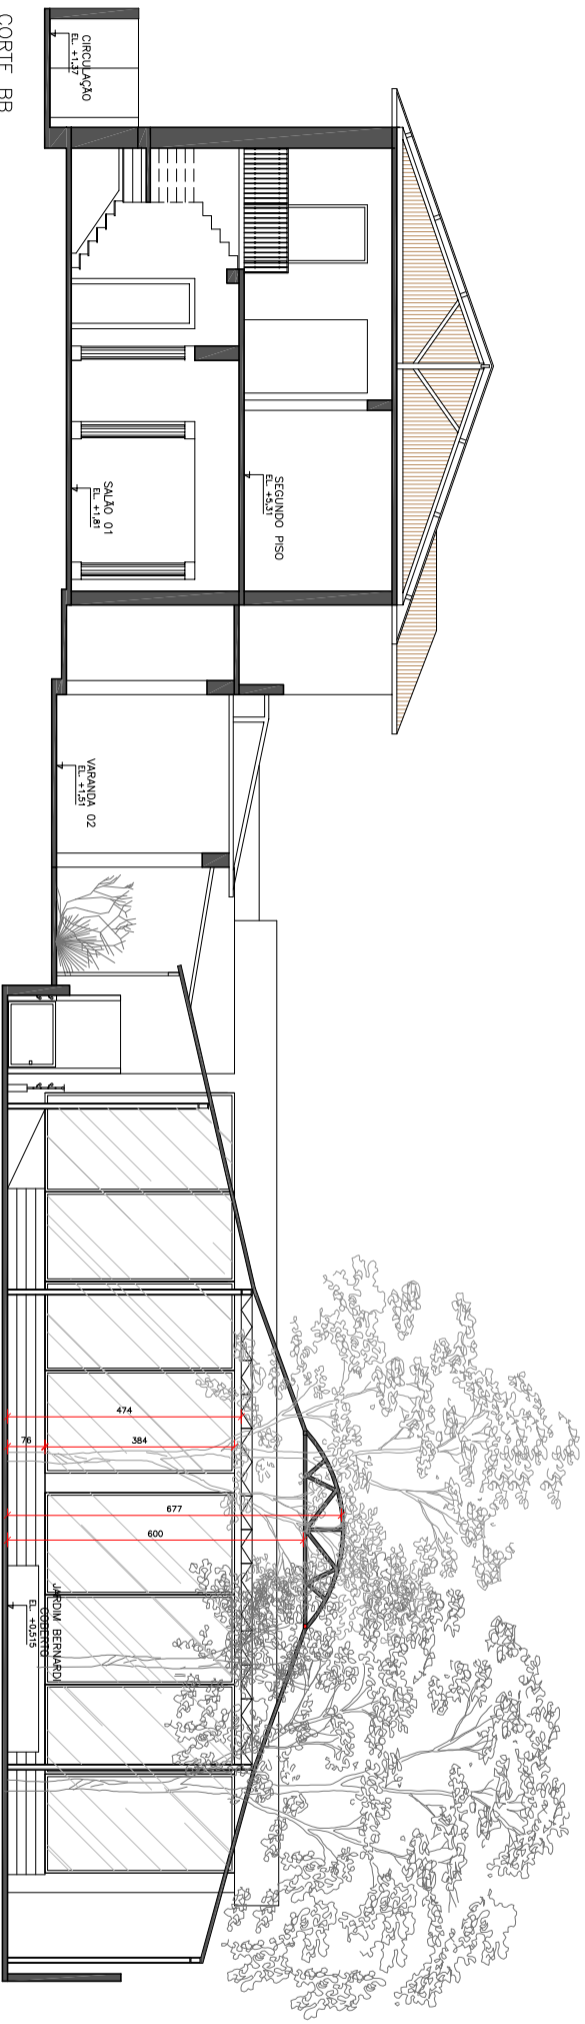 CIRCULAÇÃO
EL. +1,37
SEGUNDO PISO
EL. +5,31
SALÃO 01
EL. +1,81
VARANDA 02
EL. +1,51
474
76
384
677
600
JARDIM BERNARDI
COBERTO
EL. +0,515
CORTE BB